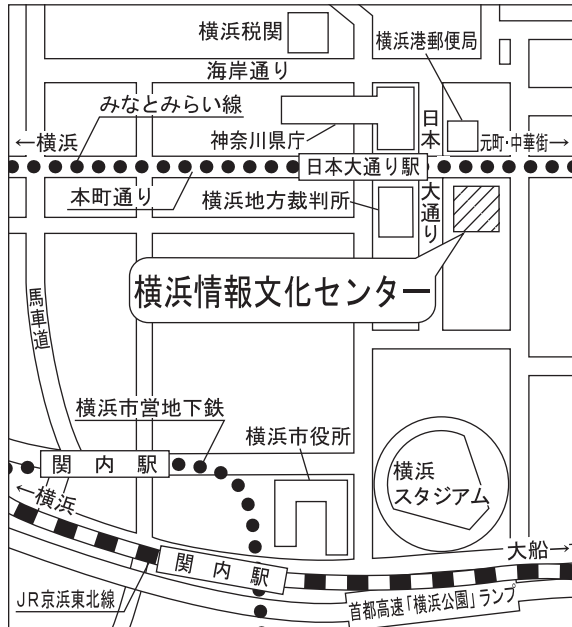 横浜税関
横浜港郵便局
海岸通り
みなとみらい線
←横浜
神奈川県庁
日本大通り
元町・中華街→
日本大通り駅
本町通り
横浜地方裁判所
横浜情報文化センター
馬車道
横浜市営地下鉄
横浜市役所
関内駅
横浜
スタジアム
←横浜
大船→
関内駅
JR京浜東北線
首都高速「横浜公園」ランプ